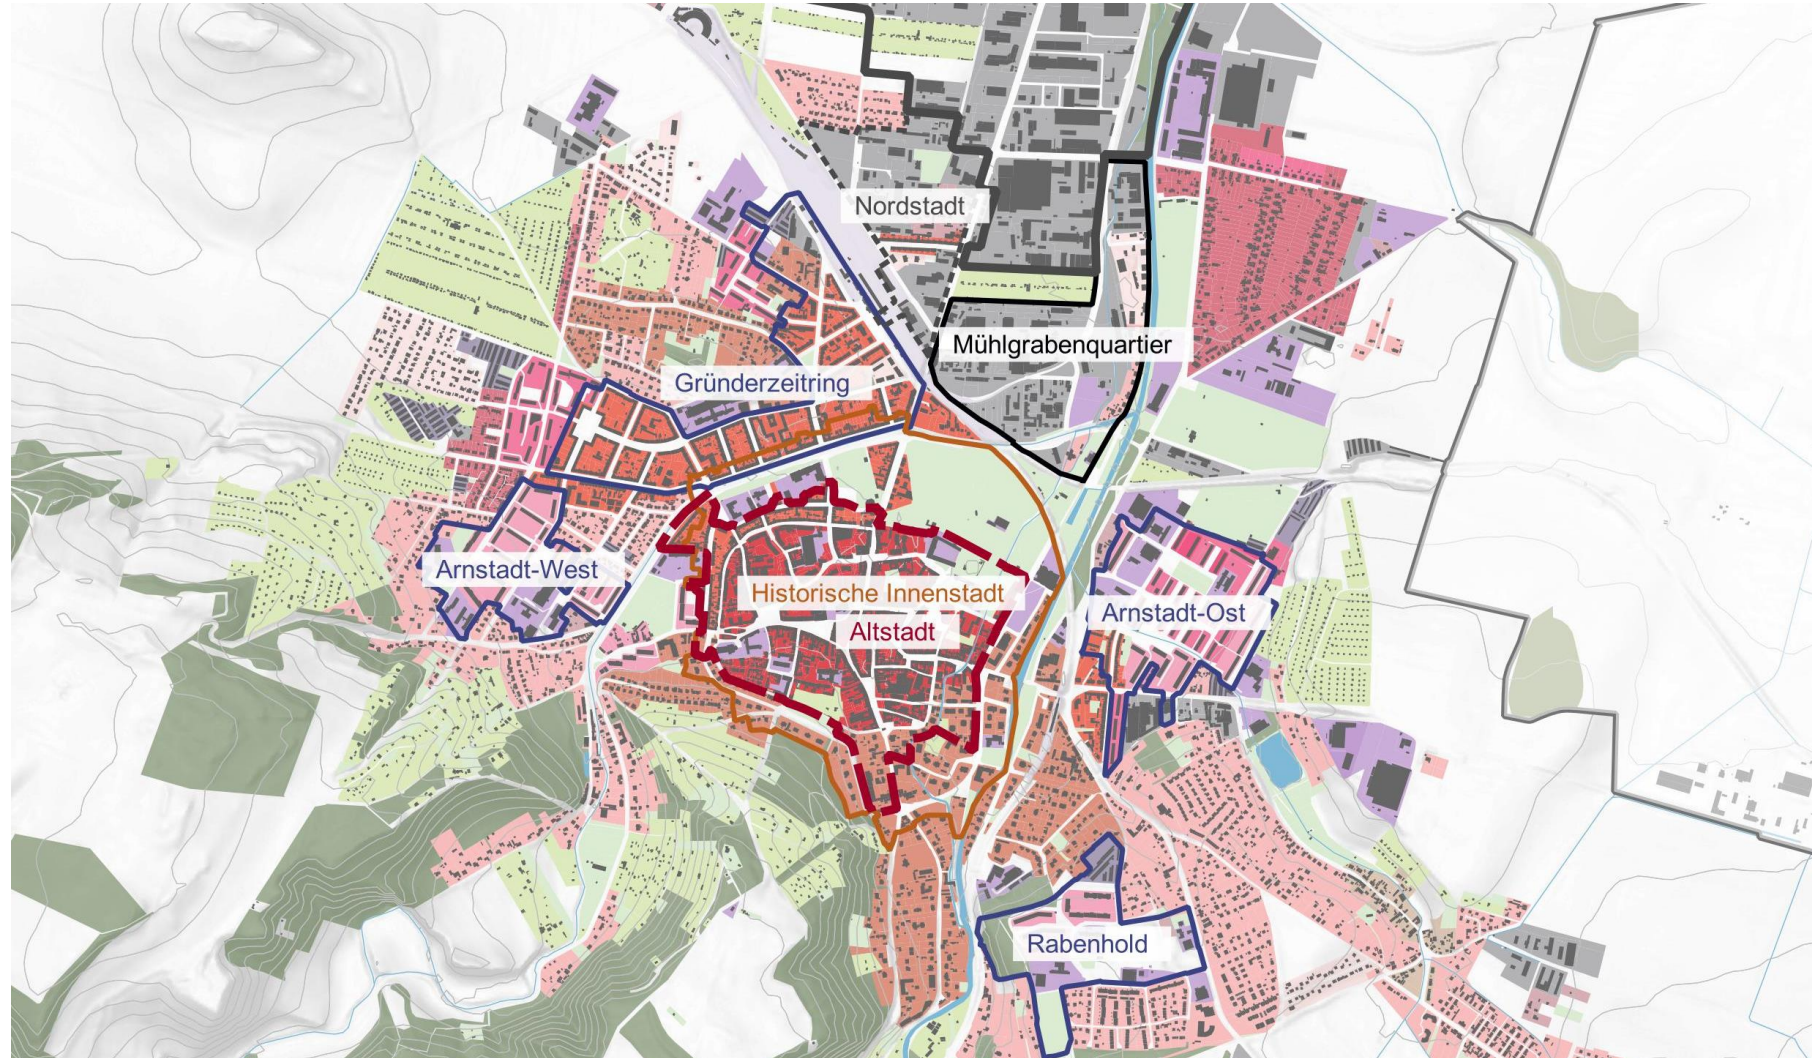 Nordstadt
Mühlgrabenquartier
Gründerzeitring
Arnstadt-West
Historische Innenstadt
Altstadt
Arnstadt-Ost
Rabenhold